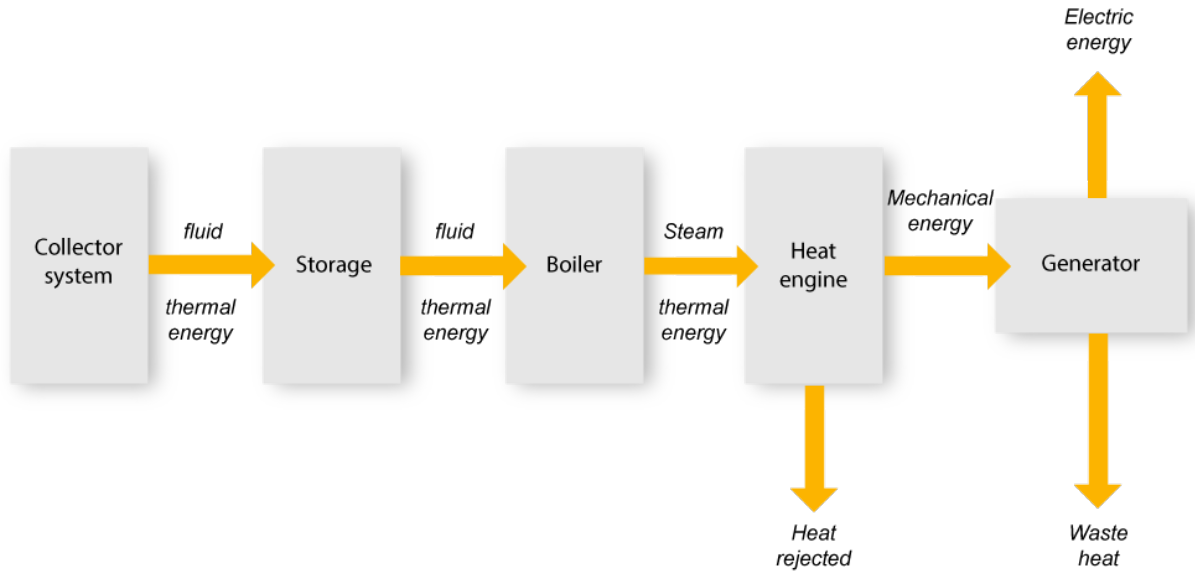 Electric
energy
Collector
system
fluid
thermal
energy
Storage
fluid
thermal
energy
Boiler
Steam
thermal
energy
Heat
engine
Mechanical
energy
Generator
Heat
rejected
Waste
heat